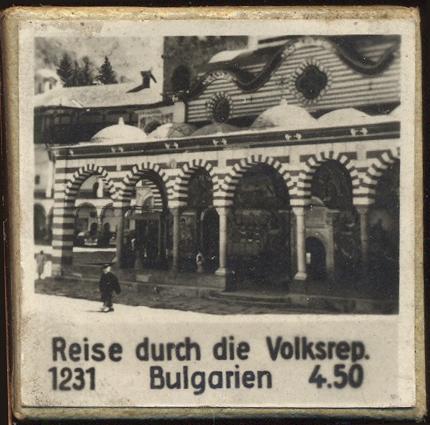 Reise durch die Volksrep.
1231 Bulgarien 4.50